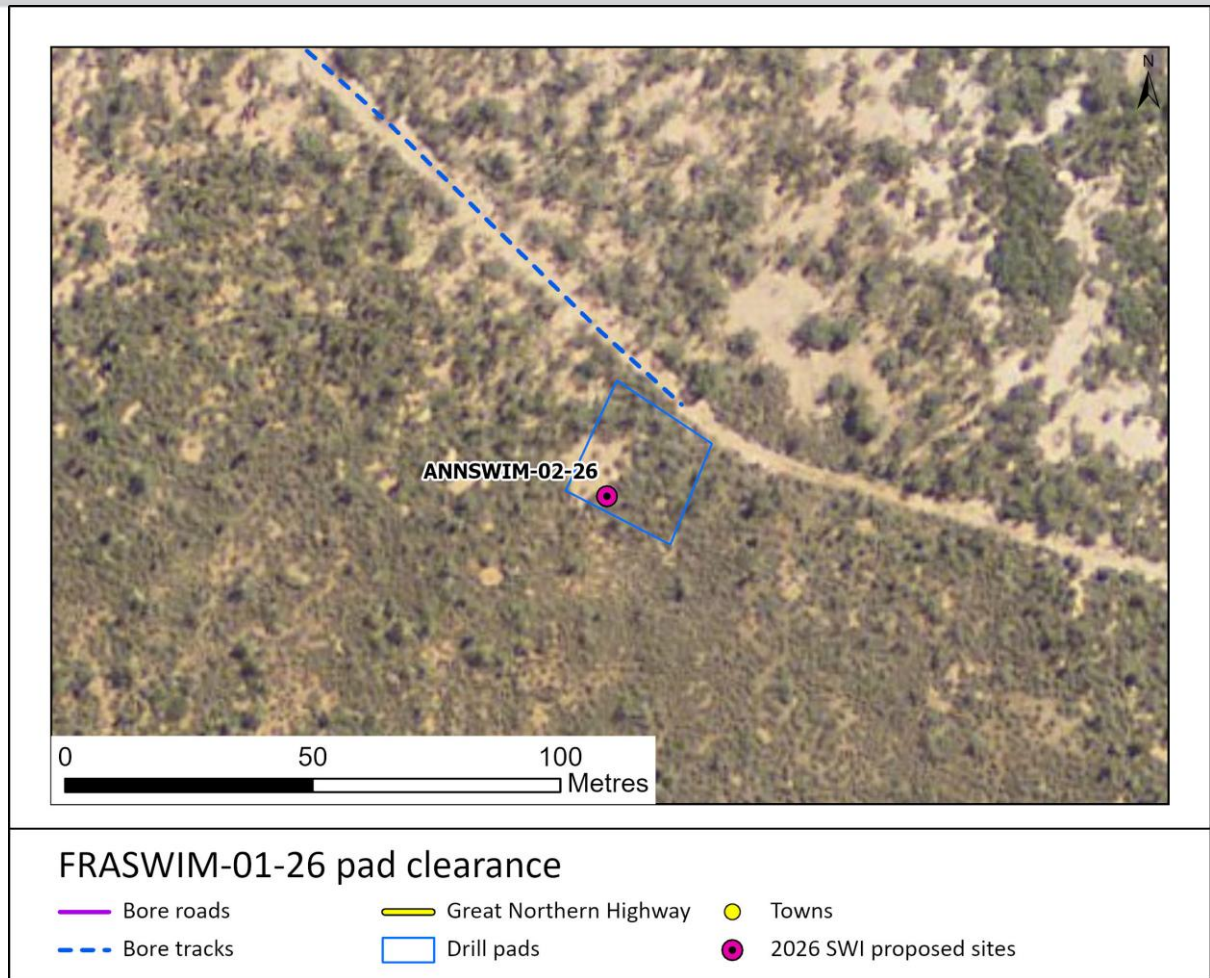 N
ANNSWIM-02-26
0 50 100
Metres
FRASWIM-01-26 pad clearance
Bore roads Great Northern Highway Towns
Bore tracks Drill pads 2026 SWI proposed sites